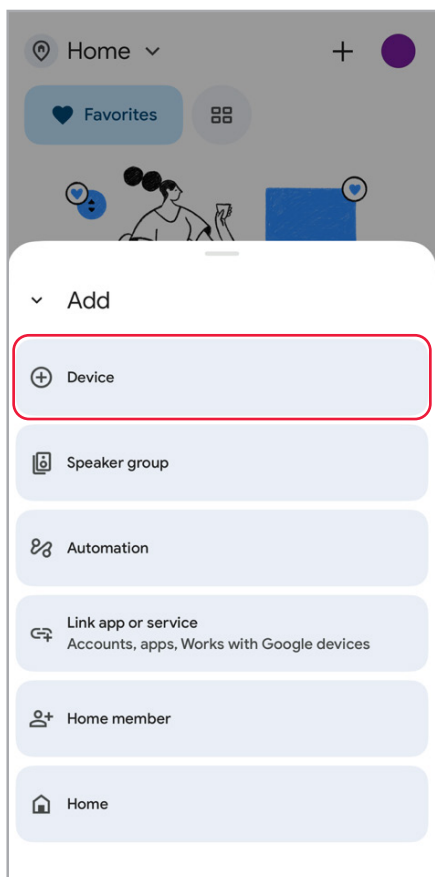 Home
Favorites
Add
Device
Speaker group
Automation
Link app or service
Accounts, apps, Works with Google devices
Home member
Home